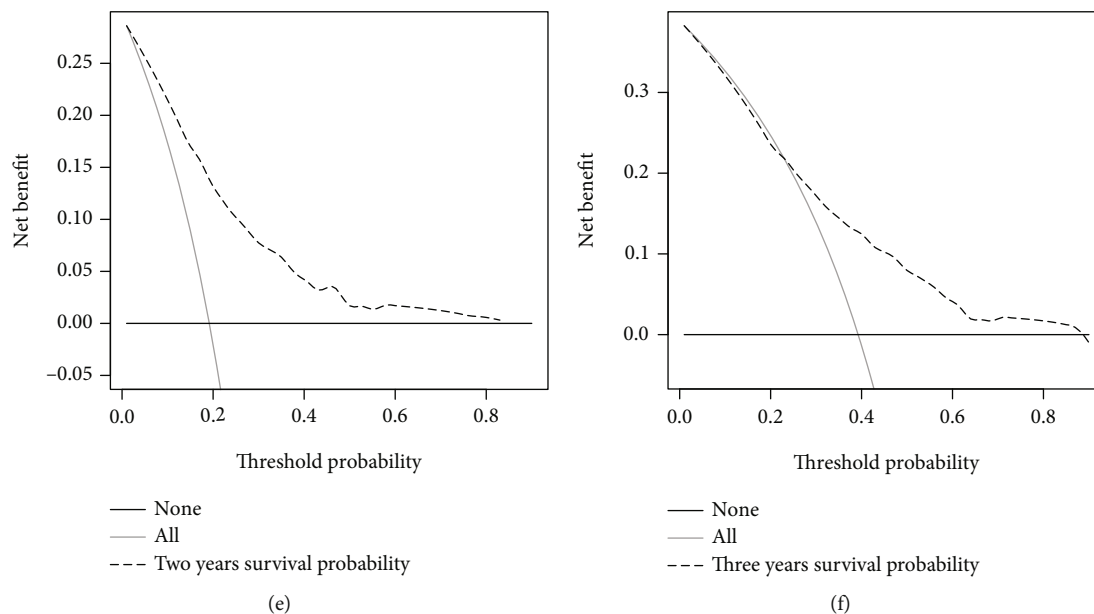 0.25
0.20
0.15
0.10
0.05
0.00
−0.05
Net benefit
0.0 0.2 0.4 0.6 0.8
Threshold probability
None
All
Two years survival probability
(e)
0.3
0.2
0.1
0.0
Net benefit
0.0 0.2 0.4 0.6 0.8
Threshold probability
None
All
Three years survival probability
(f)